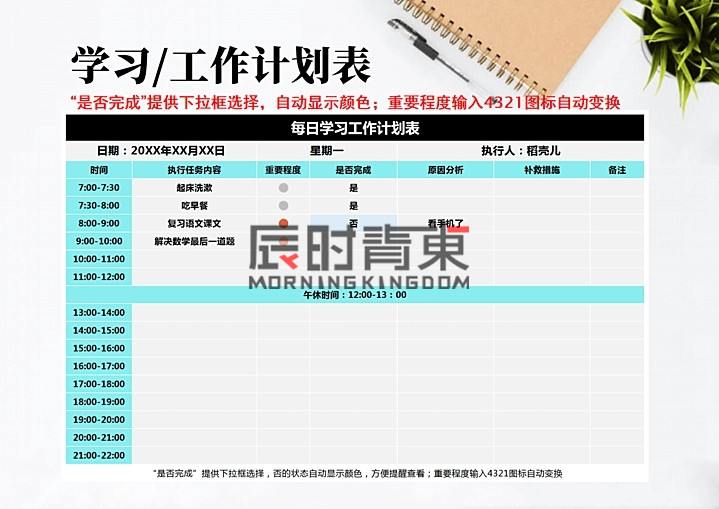 学习/工作计划表
“是否完成”提供下拉框选择，自动显示颜色；重要程度输入4321图标自动变换
每日学习工作计划表
日期：20XX年XX月XX日 星期一 执行人：稻壳儿
时间 执行任务内容 重要程度 是否完成 原因分析 补救措施 备注
7:00-7:30 起床洗漱 是
7:30-8:00 吃早餐 是
8:00-9:00 复习语文课文 否 看手机了
9:00-10:00 解决数学最后一道题
10:00-11:00
11:00-12:00
辰时青東
MORNING KINGDOM
午休时间：12:00-13：00
13:00-14:00
14:00-15:00
15:00-16:00
16:00-17:00
17:00-18:00
18:00-19:00
19:00-20:00
20:00-21:00
21:00-22:00
“是否完成”提供下拉框选择，否的状态自动显示颜色，方便提醒查看；重要程度输入4321图标自动变换